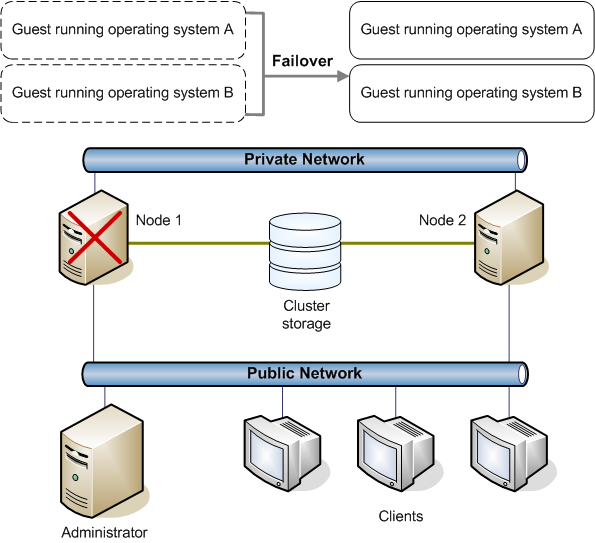 Guest running operating system A
Guest running operating system A
Failover
Guest running operating system B
Guest running operating system B
Private Network
Node 1
Node 2
Cluster
storage
Public Network
Clients
Administrator